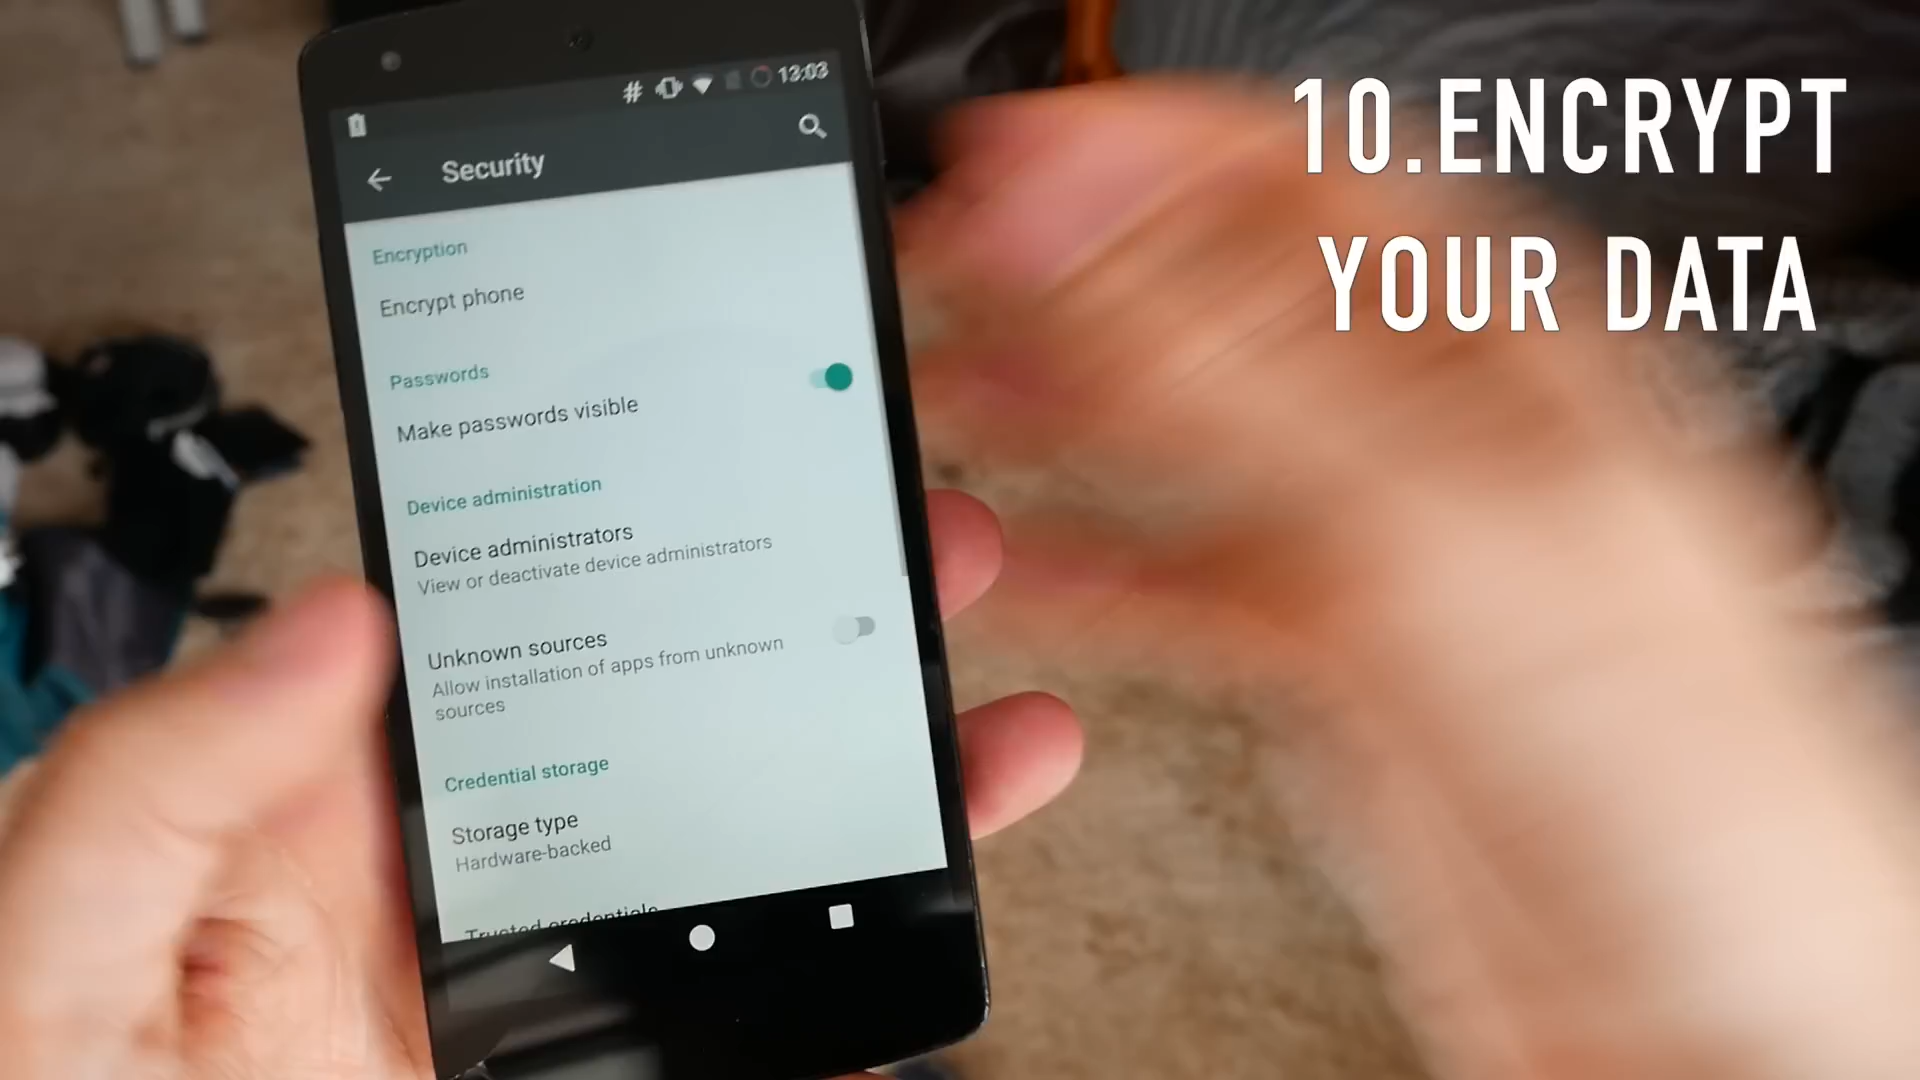 10.ENCRYPT
YOUR DATA
# 13:03
Security
Encryption
Encrypt phone
Passwords
Make passwords visible
Device administration
Device administrators
View or deactivate device administrators
Unknown sources
Allow installation of apps from unknown
sources
Credential storage
Storage type
Hardware-backed
Trusted credentials